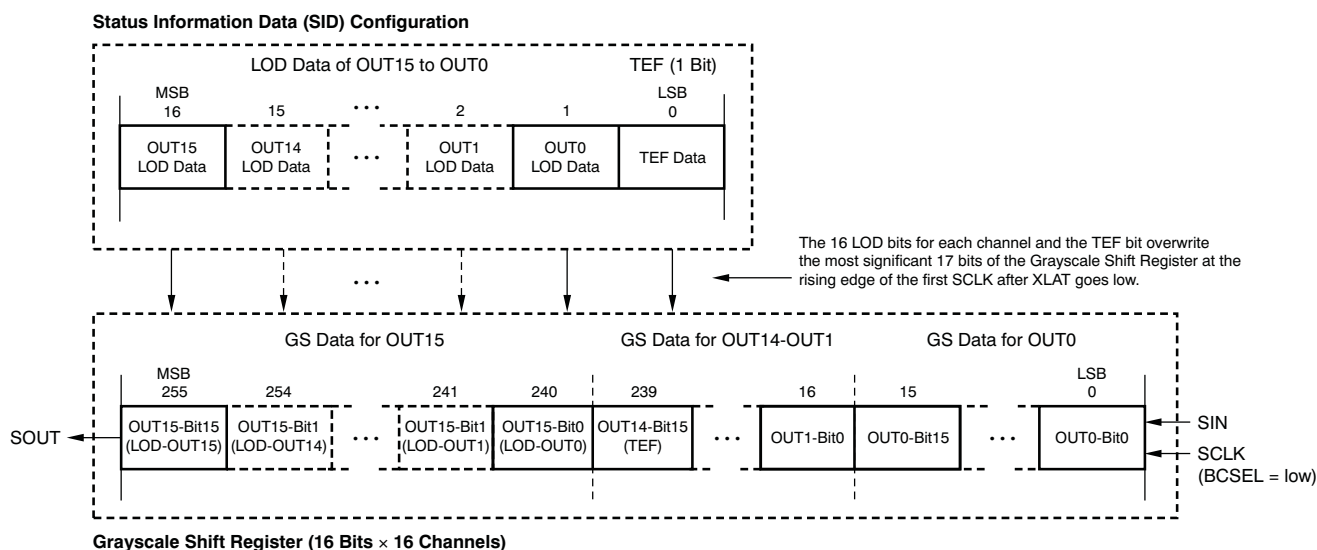 Status Information Data (SID) Configuration
LOD Data of OUT15 to OUT0
TEF (1 Bit)
MSB
LSB
16
15
...
2
1
0
OUT15
LOD Data
OUT14
LOD Data
...
OUT1
LOD Data
OUT0
LOD Data
TEF Data
The 16 LOD bits for each channel and the TEF bit overwrite
the most significant 17 bits of the Grayscale Shift Register at the
rising edge of the first SCLK after XLAT goes low.
...
GS Data for OUT15
GS Data for OUT14-OUT1
GS Data for OUT0
MSB
LSB
255
254
241
240
239
16
15
0
SOUT
OUT15-Bit15
(LOD-OUT15)
OUT15-Bit1
(LOD-OUT14)
...
OUT15-Bit1
(LOD-OUT1)
OUT15-Bit0
(LOD-OUT0)
OUT14-Bit15
(TEF)
...
OUT1-Bit0
OUT0-Bit15
...
OUT0-Bit0
SIN
SCLK
(BCSEL = low)
Grayscale Shift Register (16 Bits × 16 Channels)